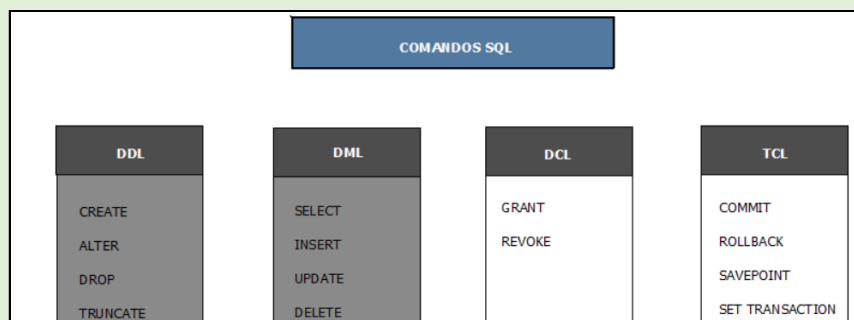 COMANDOS SQL
DDL
CREATE
ALTER
DROP
TRUNCATE
DML
SELECT
INSERT
UPDATE
DELETE
DCL
GRANT
REVOKE
TCL
COMMIT
ROLLBACK
SAVEPOINT
SET TRANSACTION